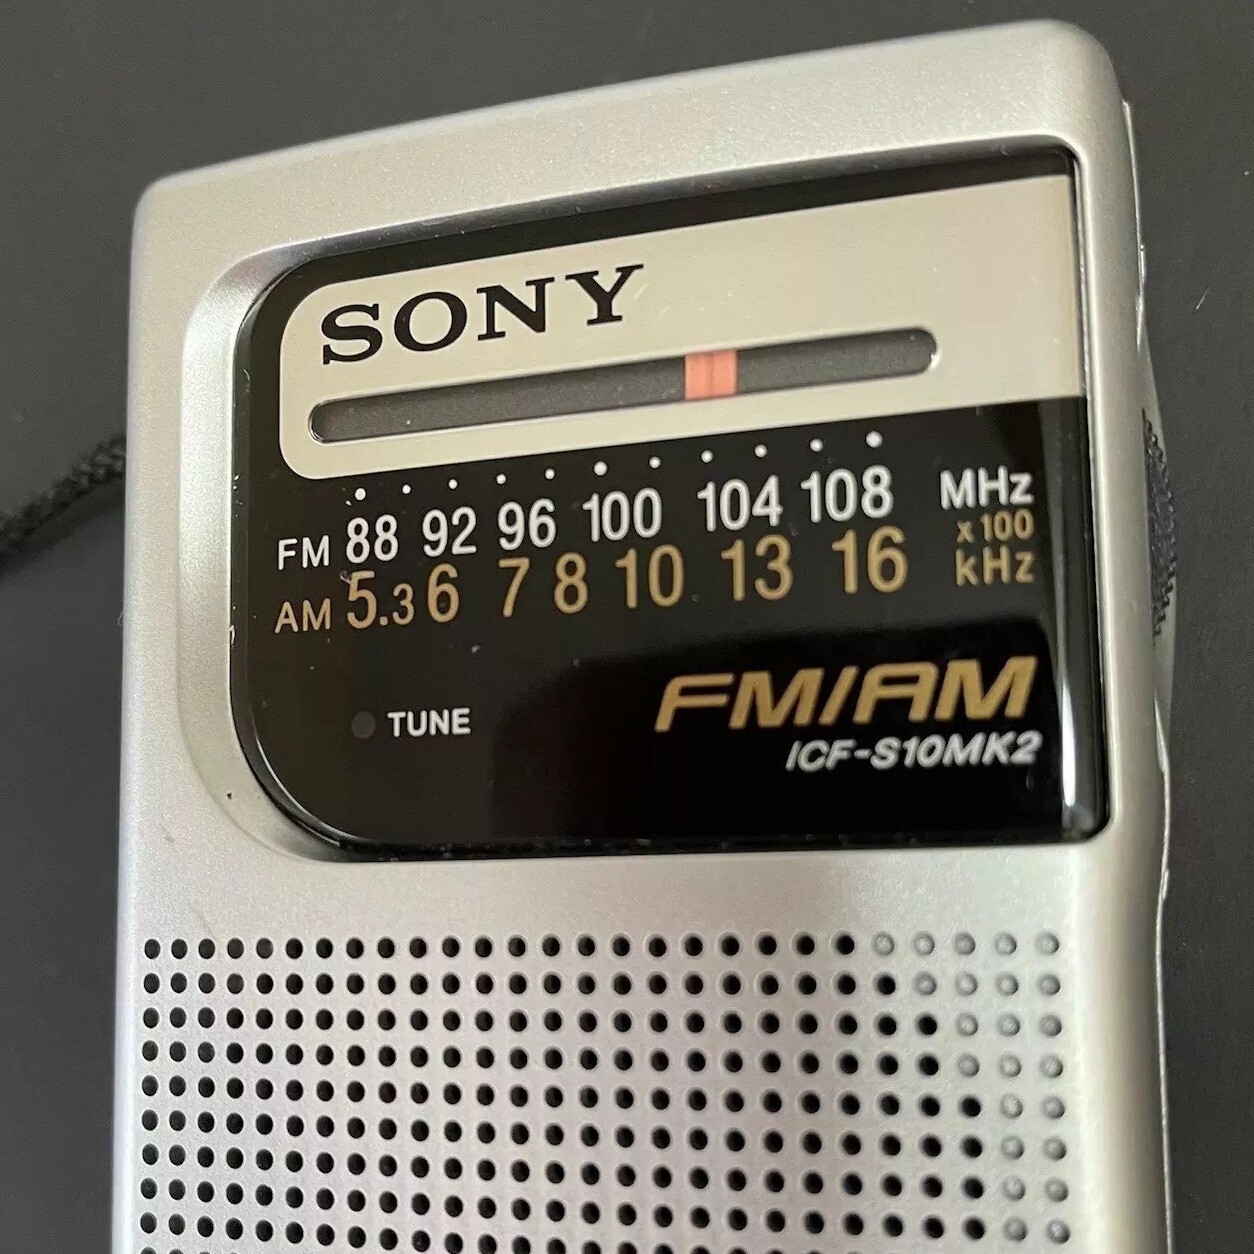 SONY
FM 88 92 96 100 104 108 MHz
x100
AM 5.3 6 7 8 10 13 16 kHz
TUNE
FM/AM
ICF-S10MK2